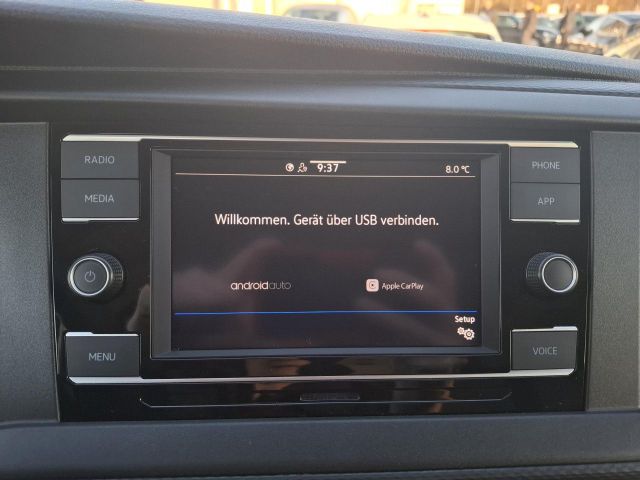 RADIO
MEDIA
MENU
9:37
8.0 °C
Willkommen. Gerät über USB verbinden.
androidauto
Apple CarPlay
Setup
PHONE
APP
VOICE